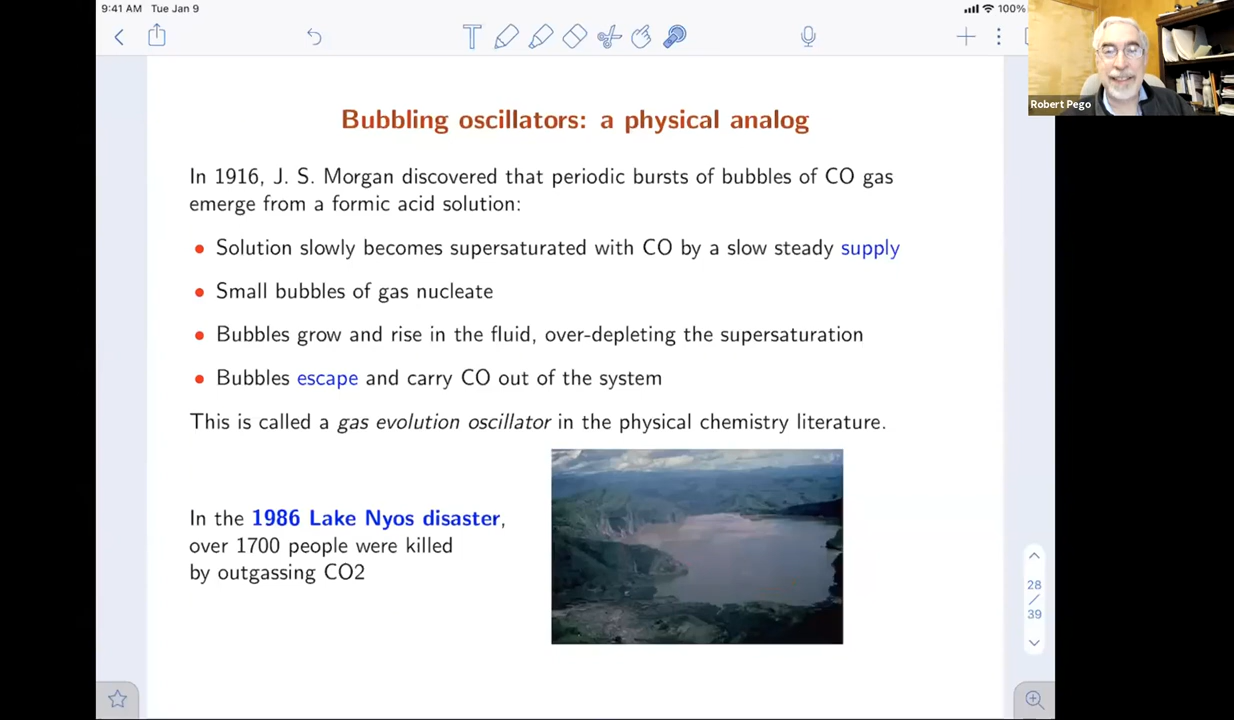 9:41 AM Tue Jan 9
100%
Robert Pego
Bubbling oscillators: a physical analog
In 1916, J. S. Morgan discovered that periodic bursts of bubbles of CO gas
emerge from a formic acid solution:
• Solution slowly becomes supersaturated with CO by a slow steady supply
• Small bubbles of gas nucleate
• Bubbles grow and rise in the fluid, over-depleting the supersaturation
• Bubbles escape and carry CO out of the system
This is called a gas evolution oscillator in the physical chemistry literature.
In the 1986 Lake Nyos disaster,
over 1700 people were killed
by outgassing CO2
28
/
39